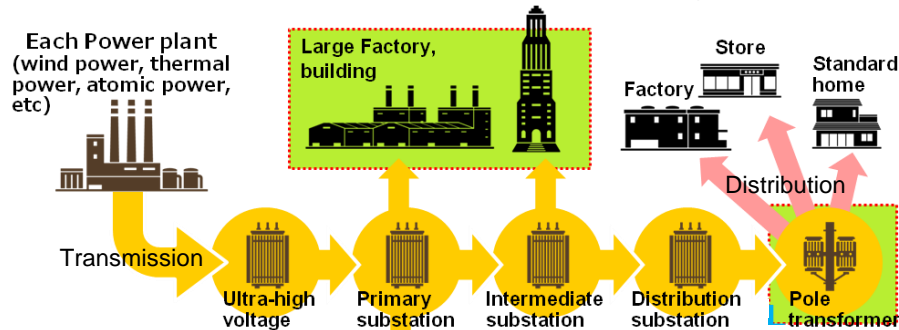 Each Power plant
(wind power, thermal
power, atomic power,
etc)
Large Factory,
building
Store
Factory
Standard
home
Transmission
Distribution
Ultra-high
voltage
Primary
substation
Intermediate
substation
Distribution
substation
Pole
transformer